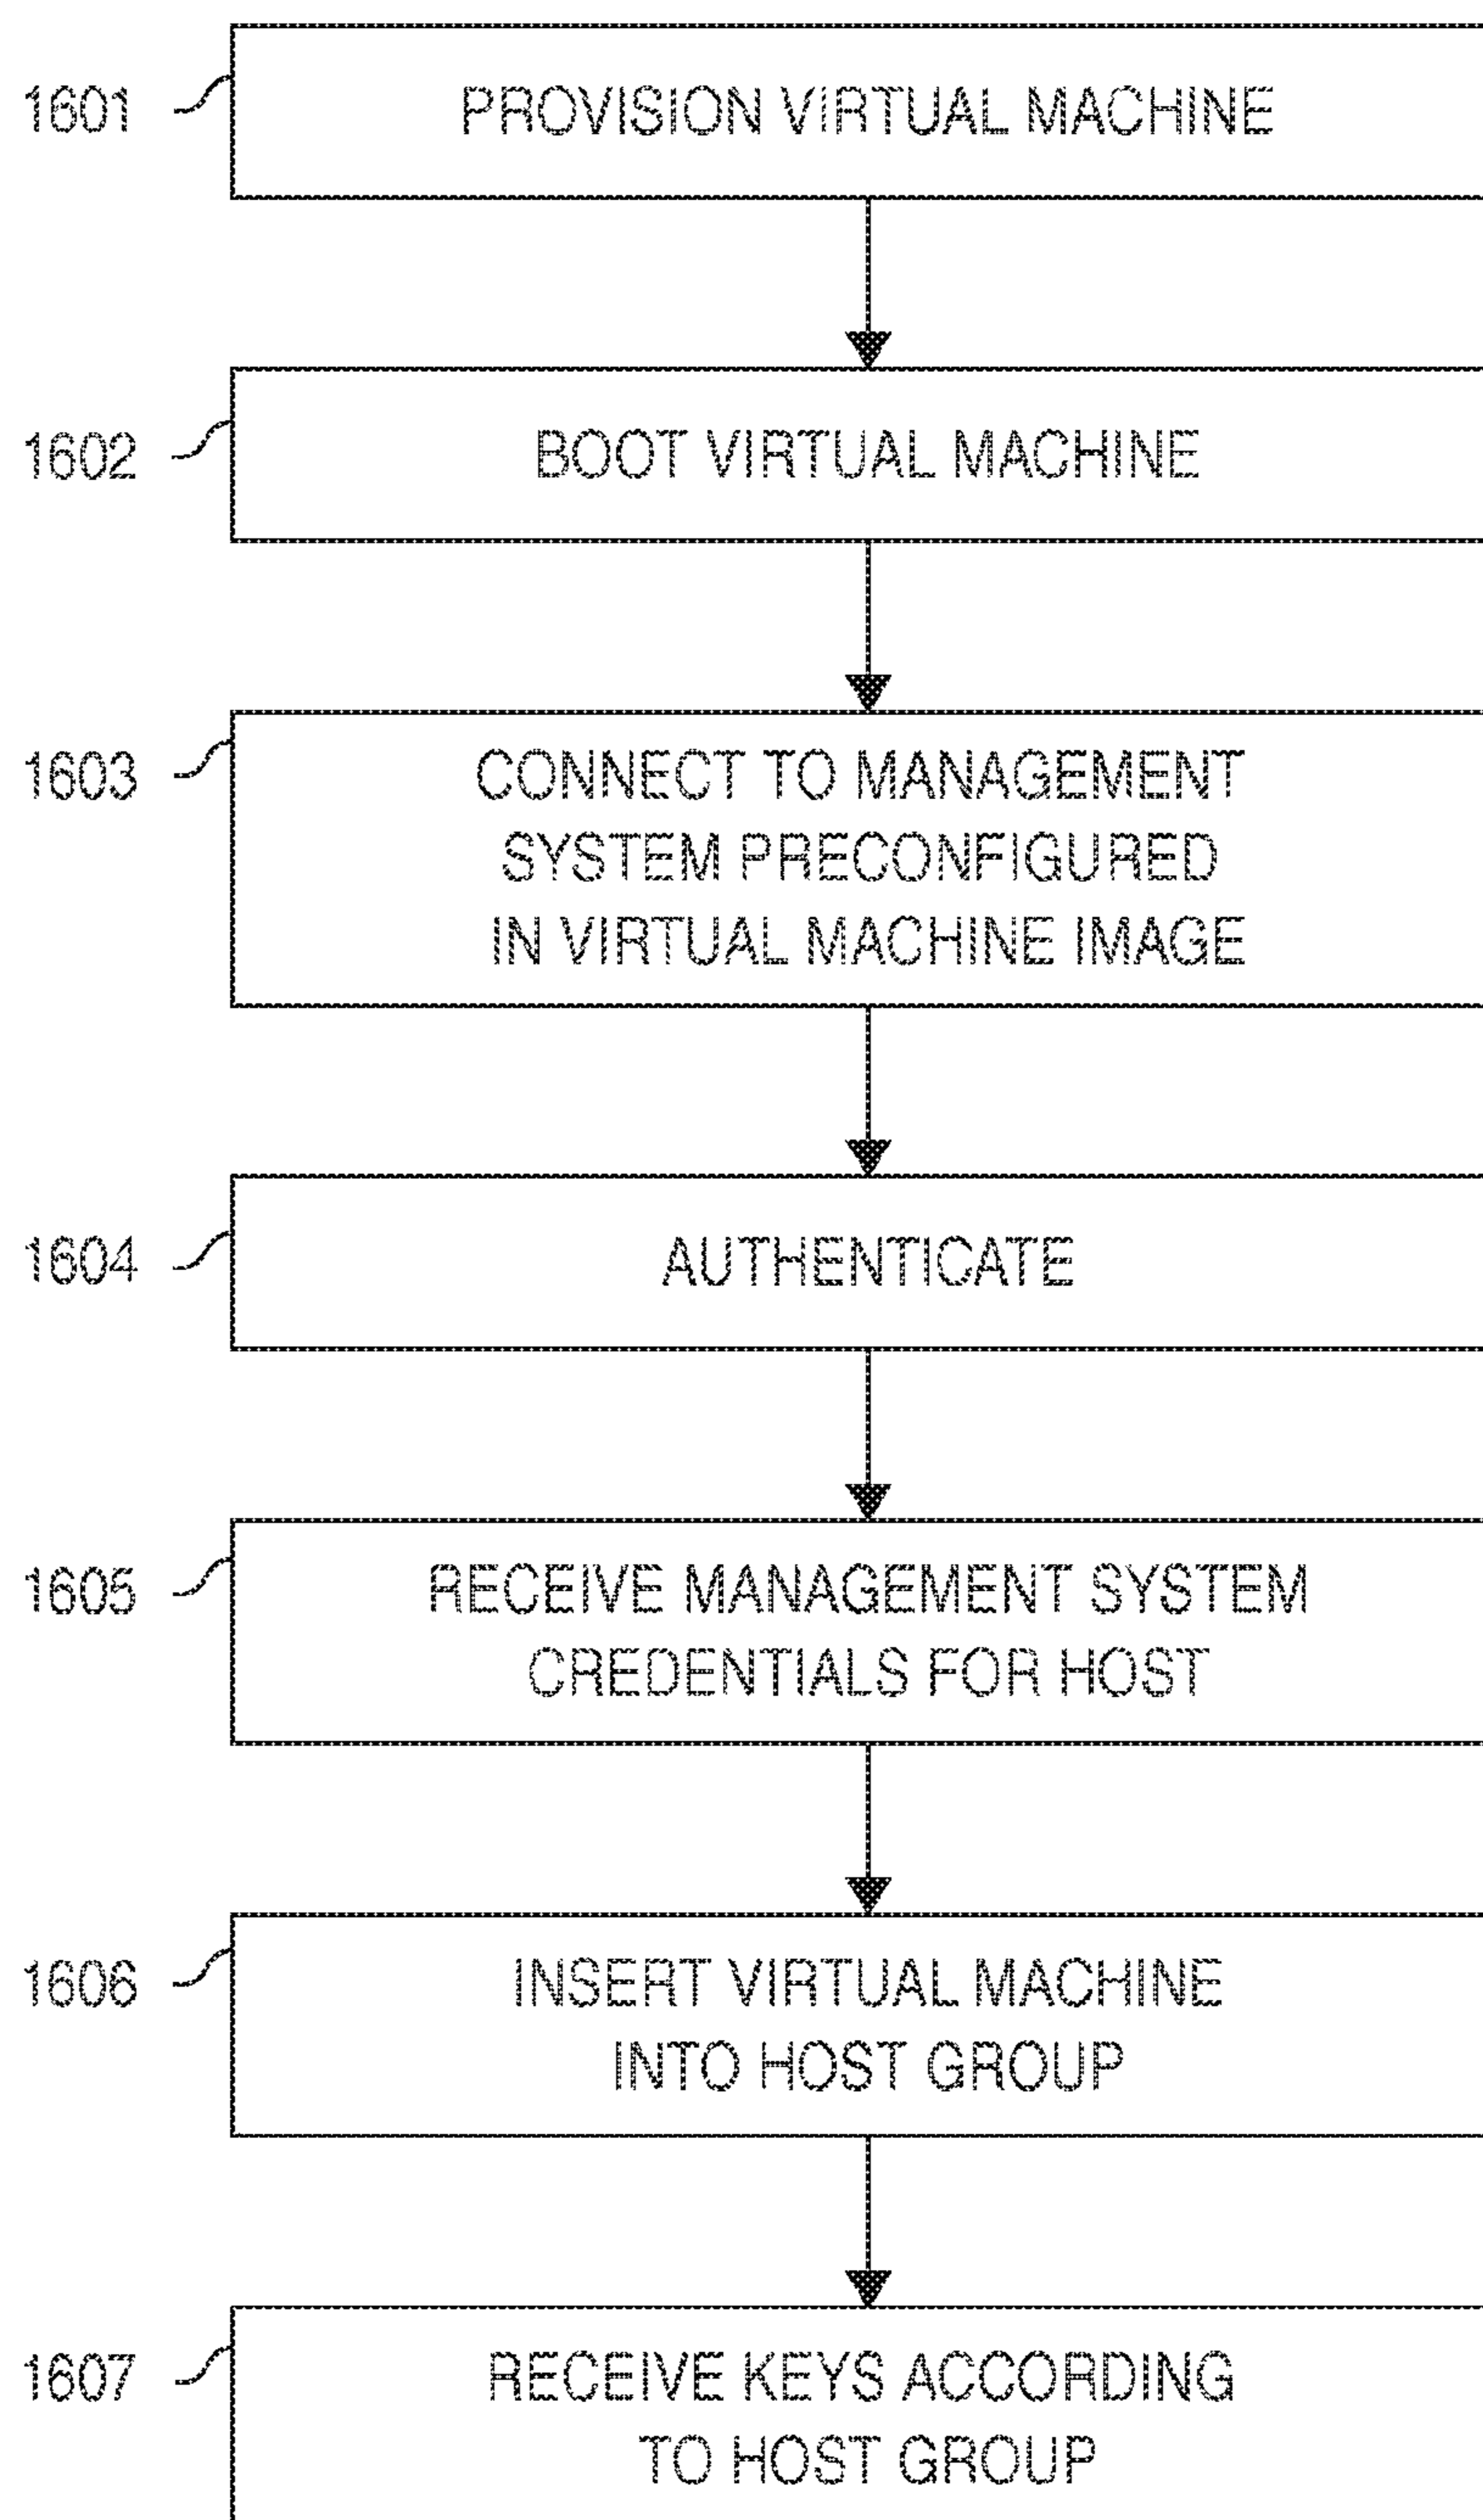 1601 PROVISION VIRTUAL MACHINE
1602 BOOT VIRTUAL MACHINE
1603 CONNECT TO MANAGEMENT
SYSTEM PRECONFIGURED
IN VIRTUAL MACHINE IMAGE
1604 AUTHENTICATE
1605 RECEIVE MANAGEMENT SYSTEM
CREDENTIALS FOR HOST
1606 INSERT VIRTUAL MACHINE
INTO HOST GROUP
1607 RECEIVE KEYS ACCORDING
TO HOST GROUP